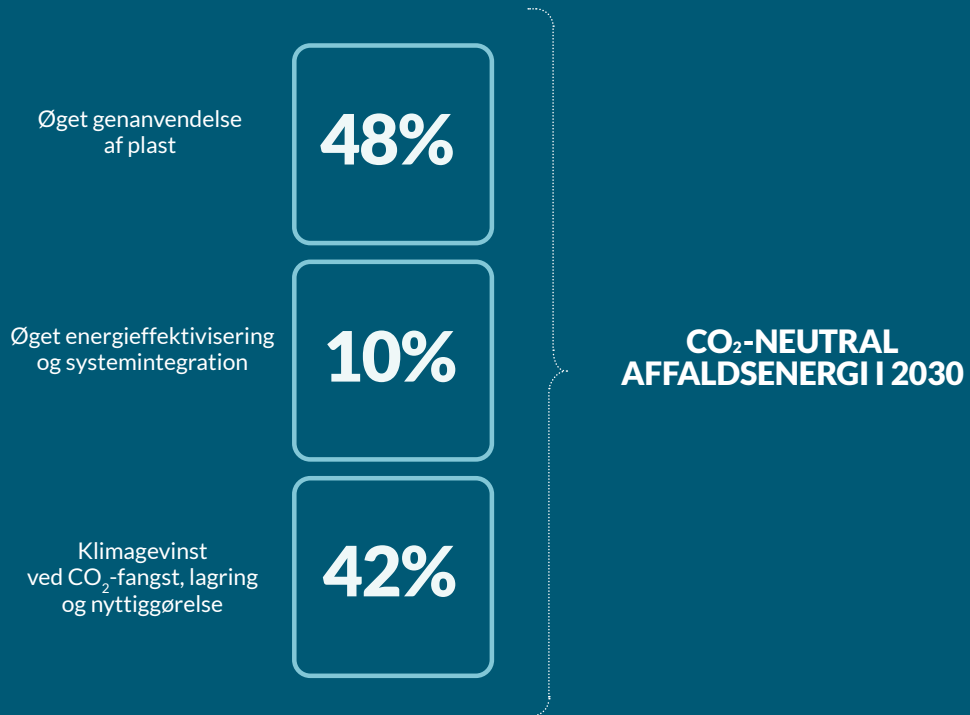 Øget genanvendelse
af plast
48%
Øget energieffektivisering
og systemintegration
10%
Klimagevinst
ved CO₂-fangst, lagring
og nyttiggørelse
42%
CO₂-NEUTRAL
AFFALDSENERGI I 2030